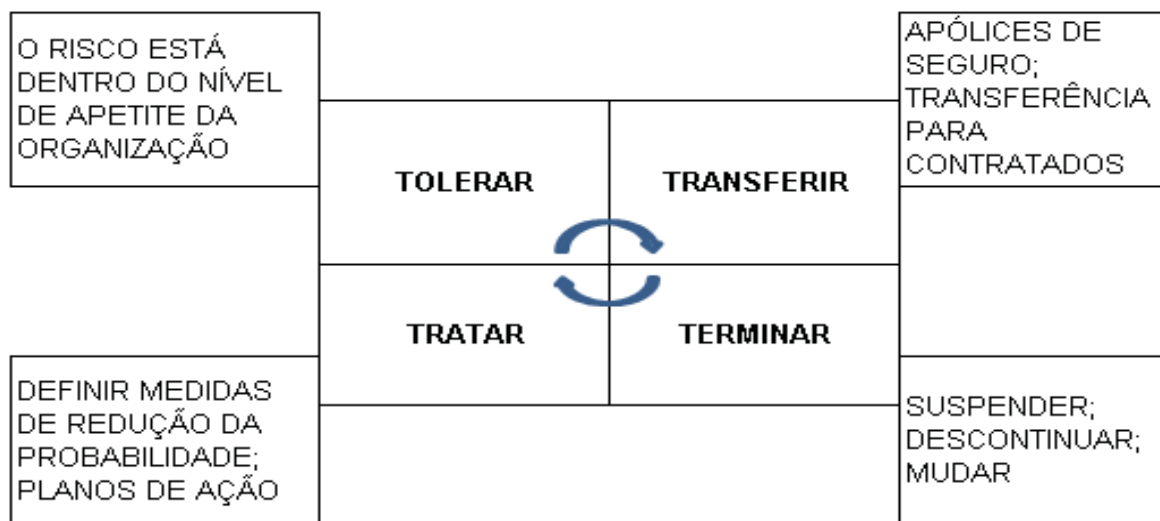 O RISCO ESTÁ
DENTRO DO NÍVEL
DE APETITE DA
ORGANIZAÇÃO
APÓLICES DE
SEGURO;
TRANSFERÊNCIA
PARA
CONTRATADOS
TOLERAR
TRANSFERIR
TRATAR
TERMINAR
DEFINIR MEDIDAS
DE REDUÇÃO DA
PROBABILIDADE;
PLANOS DE AÇÃO
SUSPENDER;
DESCONTINUAR;
MUDAR